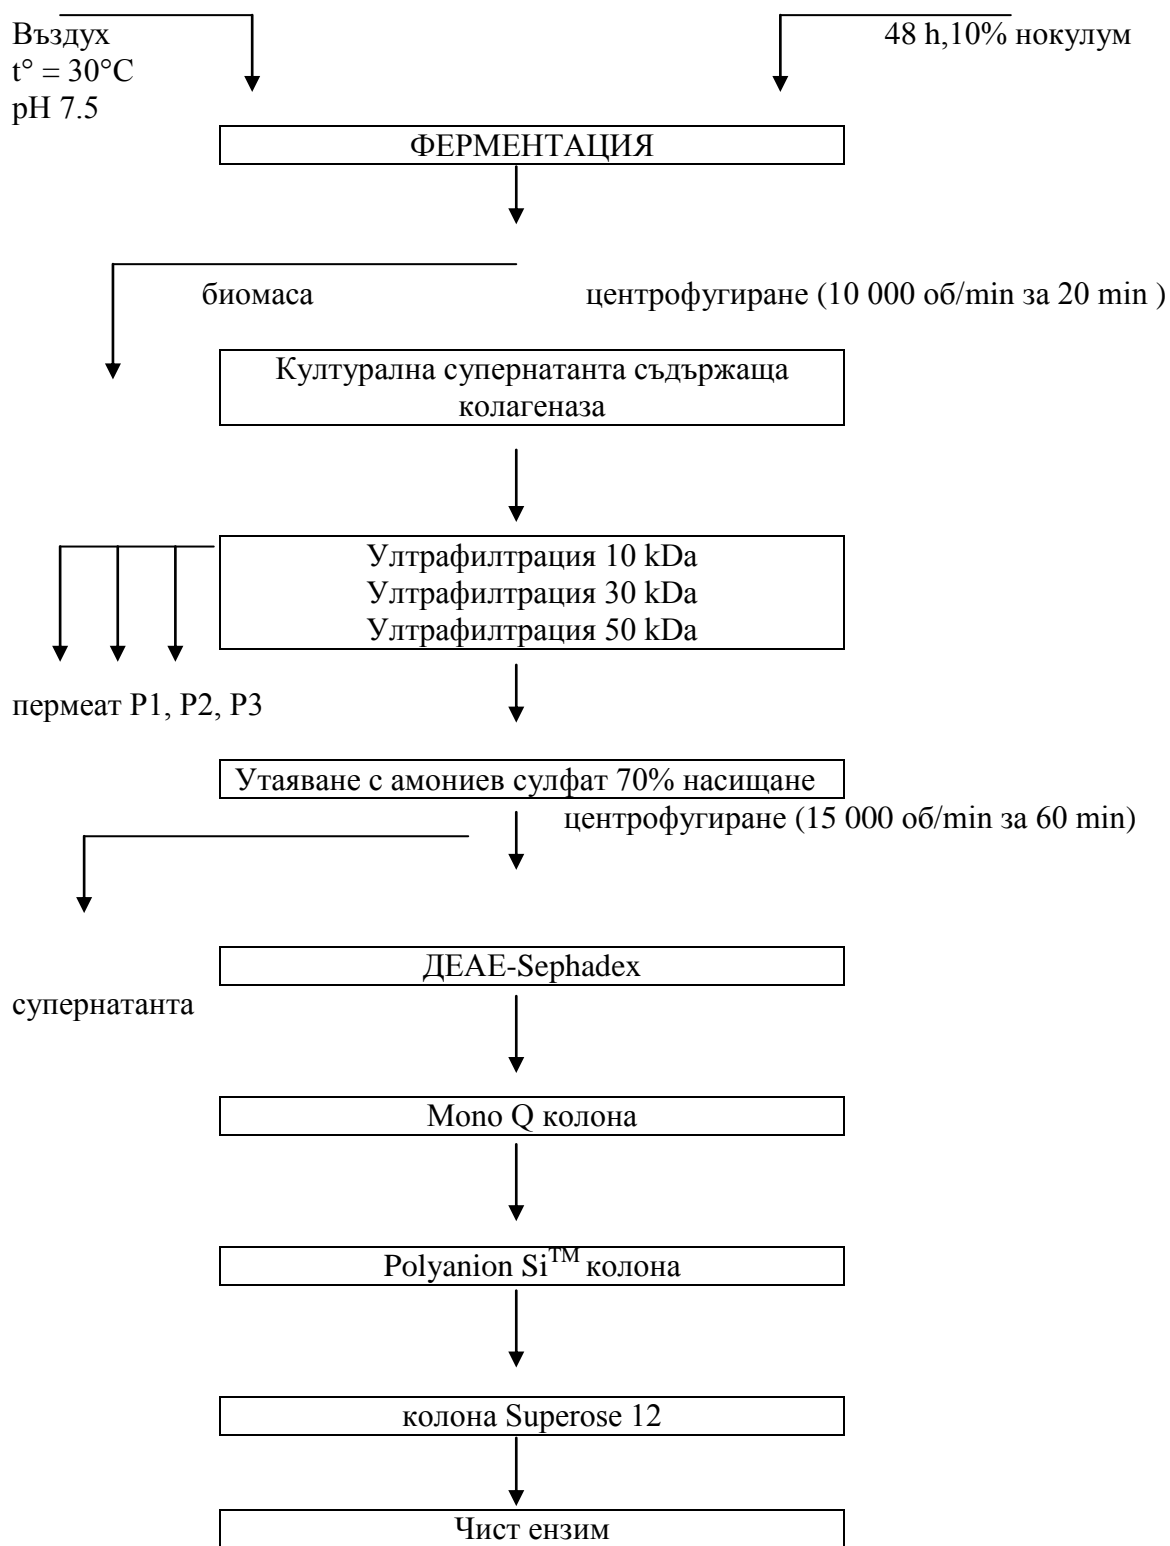 Въздух
48 h,10% нокулум
t° = 30°C
pH 7.5
ФЕРМЕНТАЦИЯ
биомаса
центрофугиране (10 000 об/min за 20 min )
Културална супернатанта съдържаща
колагеназа
Ултрафилтрация 10 kDa
Ултрафилтрация 30 kDa
Ултрафилтрация 50 kDa
пермеат P1, P2, P3
Утаяване с амониев сулфат 70% насищане
центрофугиране (15 000 об/min за 60 min)
ДЕАЕ-Sephadex
супернатанта
Mono Q колона
Polyanion Si™ колона
колона Superose 12
Чист ензим